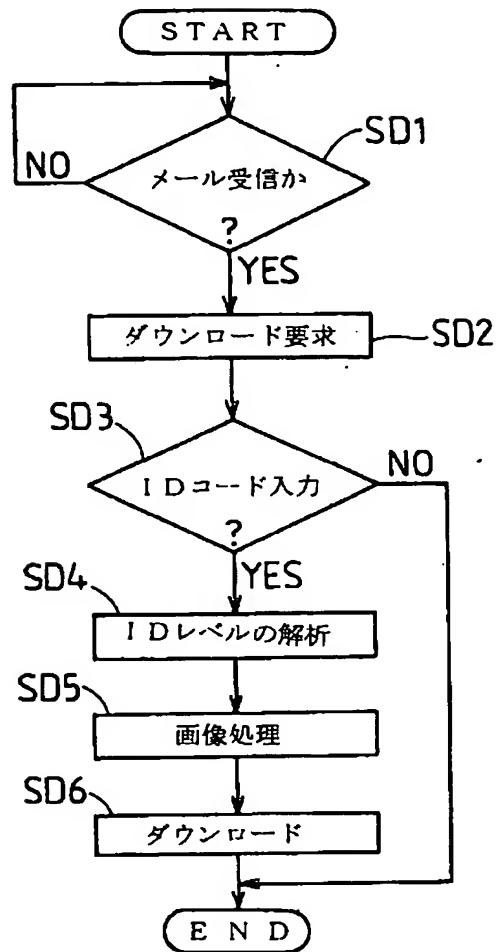 START
SD1
NO
メール受信か
?
YES
ダウンロード要求
SD2
SD3
NO
IDコード入力
?
YES
SD4
IDレベルの解析
SD5
画像処理
SD6
ダウンロード
END